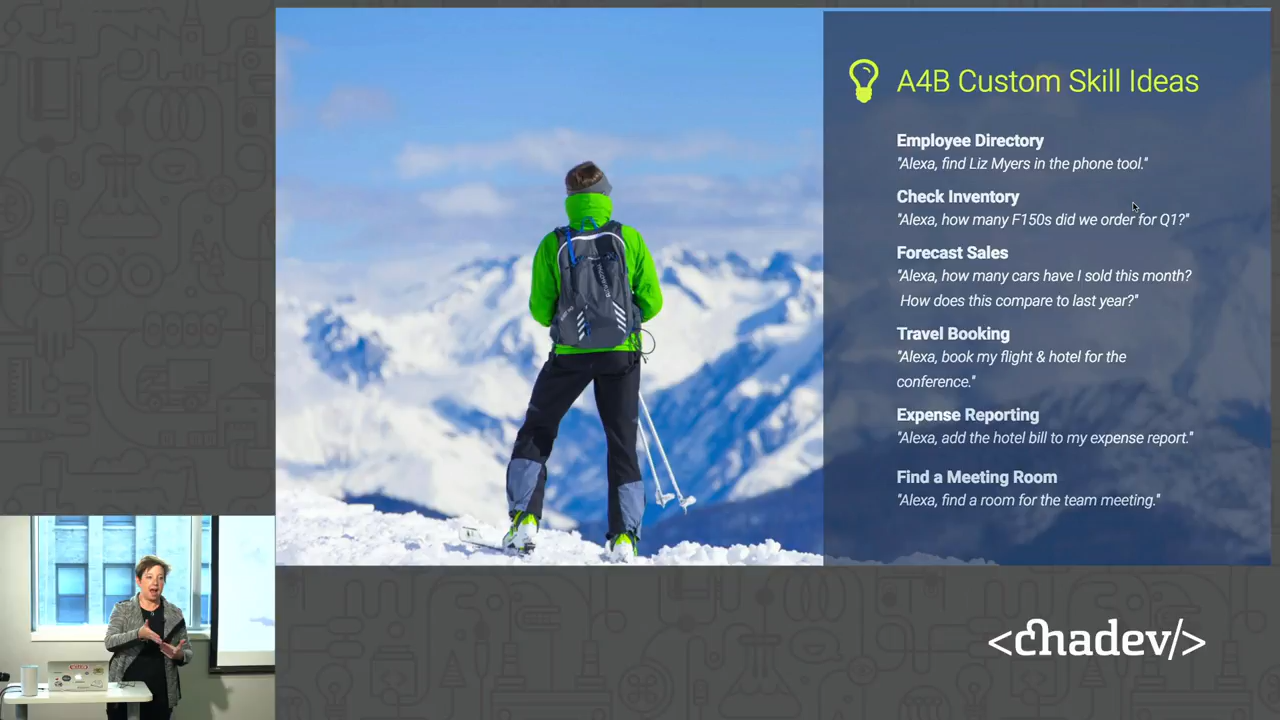 A4B Custom Skill Ideas
Employee Directory
"Alexa, find Liz Myers in the phone tool."
Check Inventory
"Alexa, how many F150s did we order for Q1?"
Forecast Sales
"Alexa, how many cars have I sold this month?
How does this compare to last year?"
Travel Booking
"Alexa, book my flight & hotel for the
conference."
Expense Reporting
"Alexa, add the hotel bill to my expense report."
Find a Meeting Room
"Alexa, find a room for the team meeting."
<chadev/>